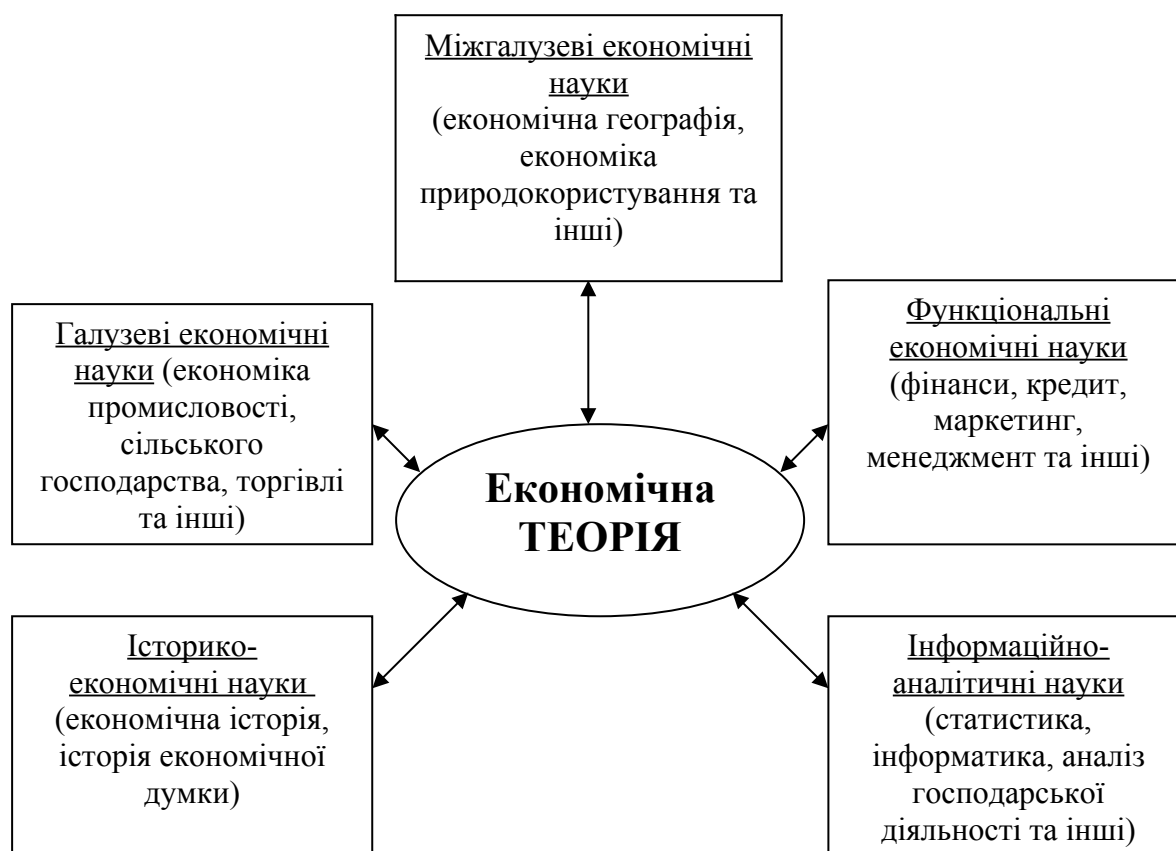 Міжгалузеві економічні
науки
(економічна географія,
економіка
природокористування та
інші)
Галузеві економічні
науки (економіка
промисловості,
сільського
господарства, торгівлі
та інші)
Функціональні
економічні науки
(фінанси, кредит,
маркетинг,
менеджмент та інші)
Економічна
ТЕОРІЯ
Історико-
економічні науки
(економічна історія,
історія економічної
думки)
Інформаційно-
аналітичні науки
(статистика,
інформатика, аналіз
господарської
діяльності та інші)